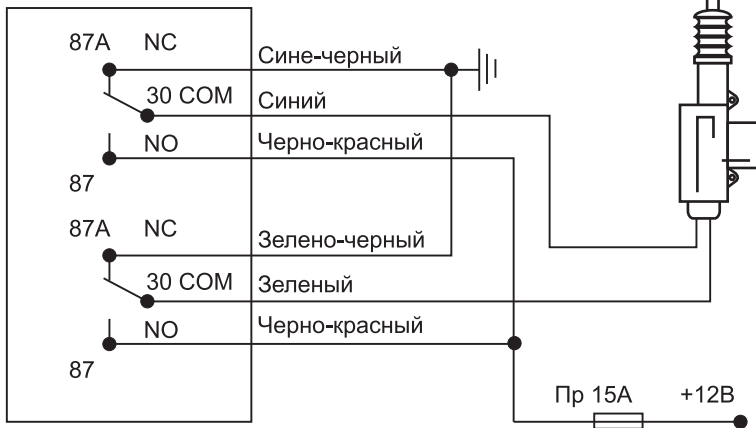 87A NC
Сине-черный
30 COM Синий
NO Черно-красный
87
87A NC
Зелено-черный
30 COM Зеленый
NO Черно-красный
87
Пр 15А +12В